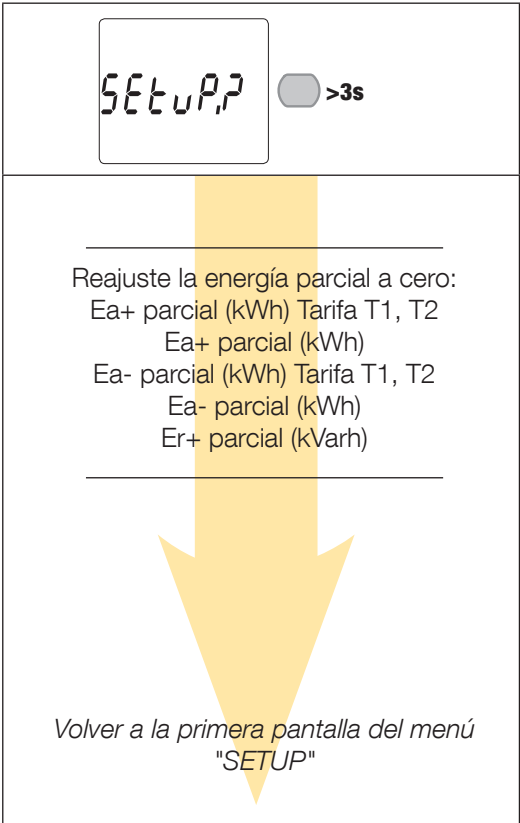 SEtuP.?
>3s
Reajuste la energía parcial a cero:
Ea+ parcial (kWh) Tarifa T1, T2
Ea+ parcial (kWh)
Ea- parcial (kWh) Tarifa T1, T2
Ea- parcial (kWh)
Er+ parcial (kVarh)
Volver a la primera pantalla del menú
"SETUP"